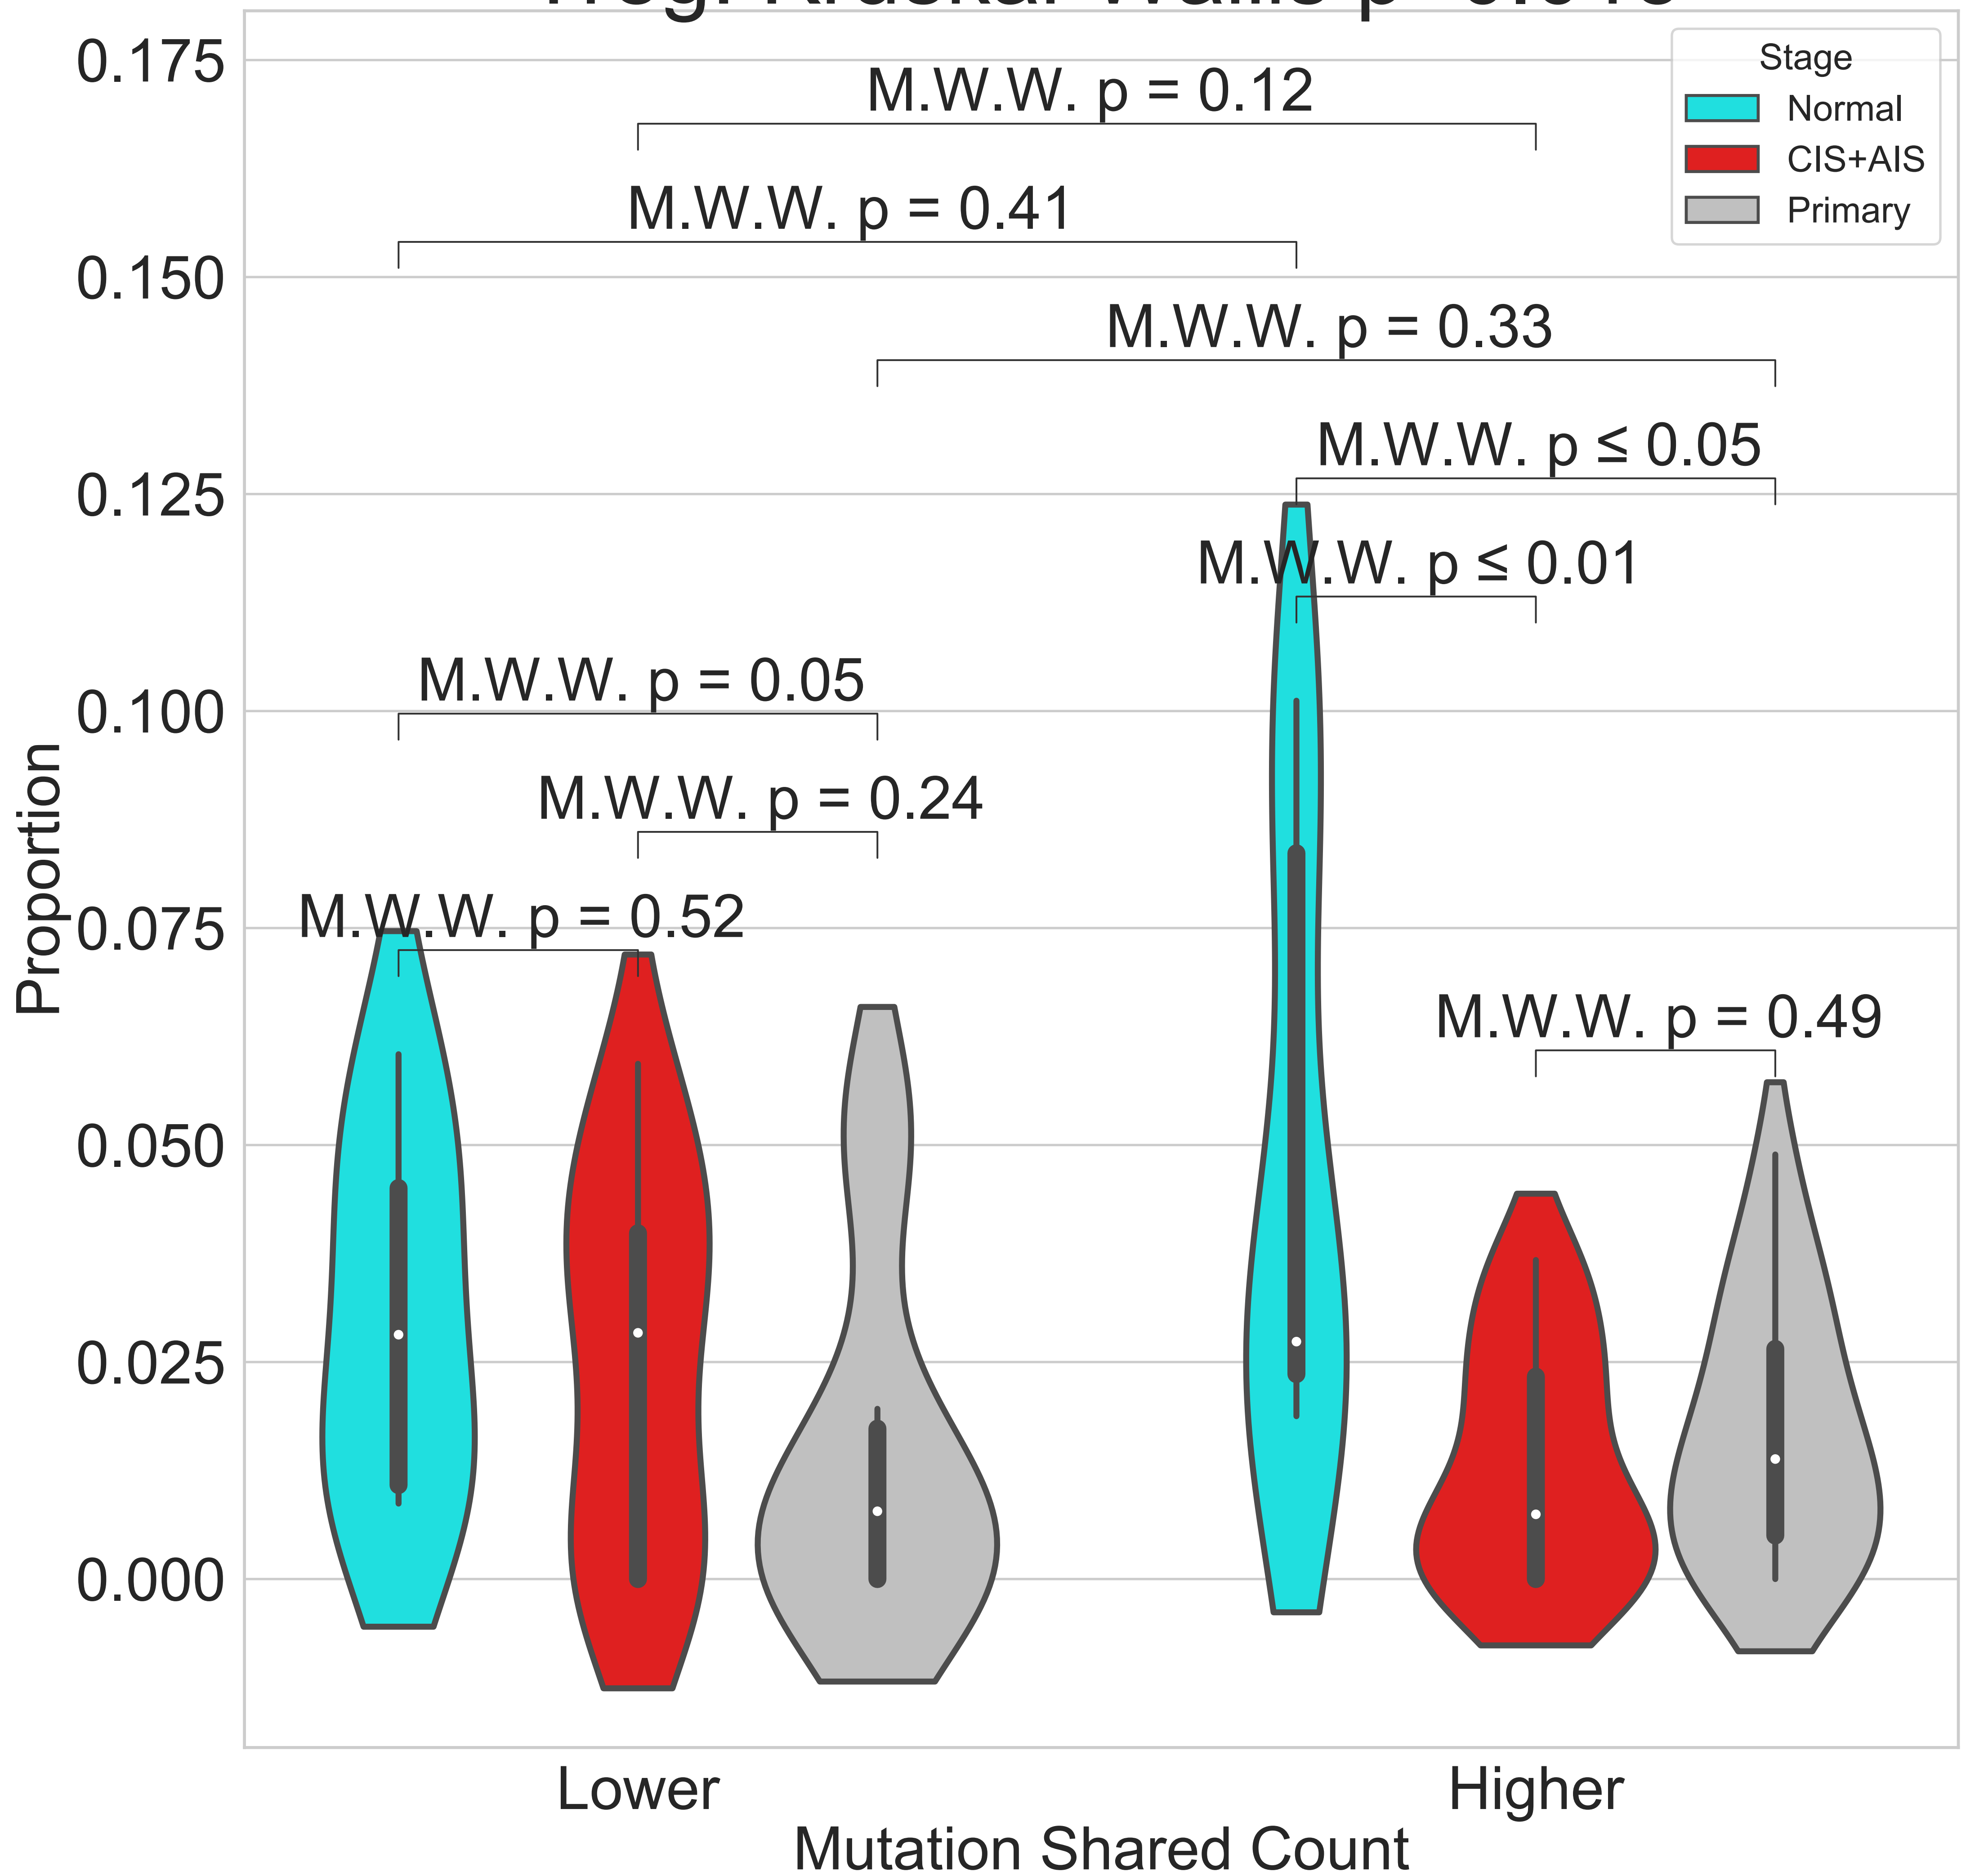 0.175
0.150
0.125
0.100
0.075
0.050
0.025
0.000
Proportion
Stage
Normal
CIS+AIS
Primary
M.W.W. p = 0.12
M.W.W. p = 0.41
M.W.W. p = 0.33
M.W.W. p ≤ 0.05
M.W.W. p ≤ 0.01
M.W.W. p = 0.05
M.W.W. p = 0.24
M.W.W. p = 0.52
M.W.W. p = 0.49
Lower
Higher
Mutation Shared Count